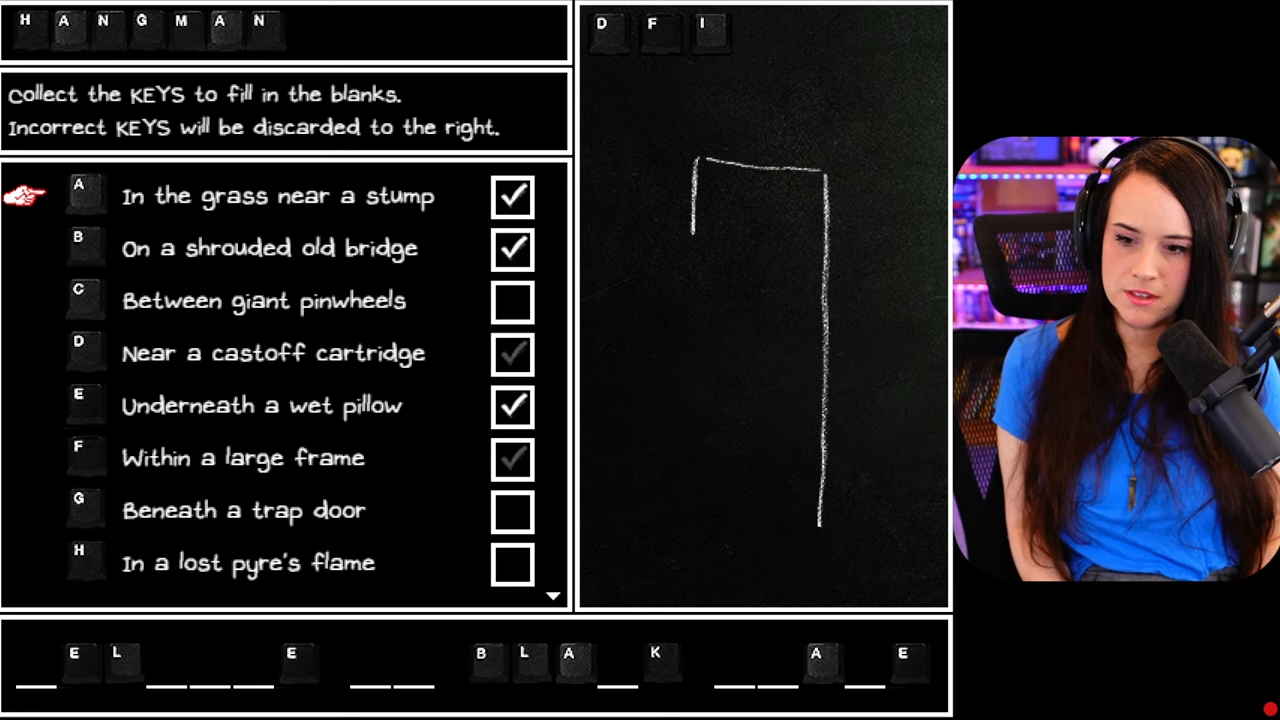 H A N G M A N
D F I
Collect the KEYS to fill in the blanks.
Incorrect KEYS will be discarded to the right.
A In the grass near a stump
B On a shrouded old bridge
C Between giant pinwheels
D Near a castoff cartridge
E Underneath a wet pillow
F Within a large frame
G Beneath a trap door
H In a lost pyre's flame
_ E L _ _ _ E _ _ B L A _ K _ _ A _ E